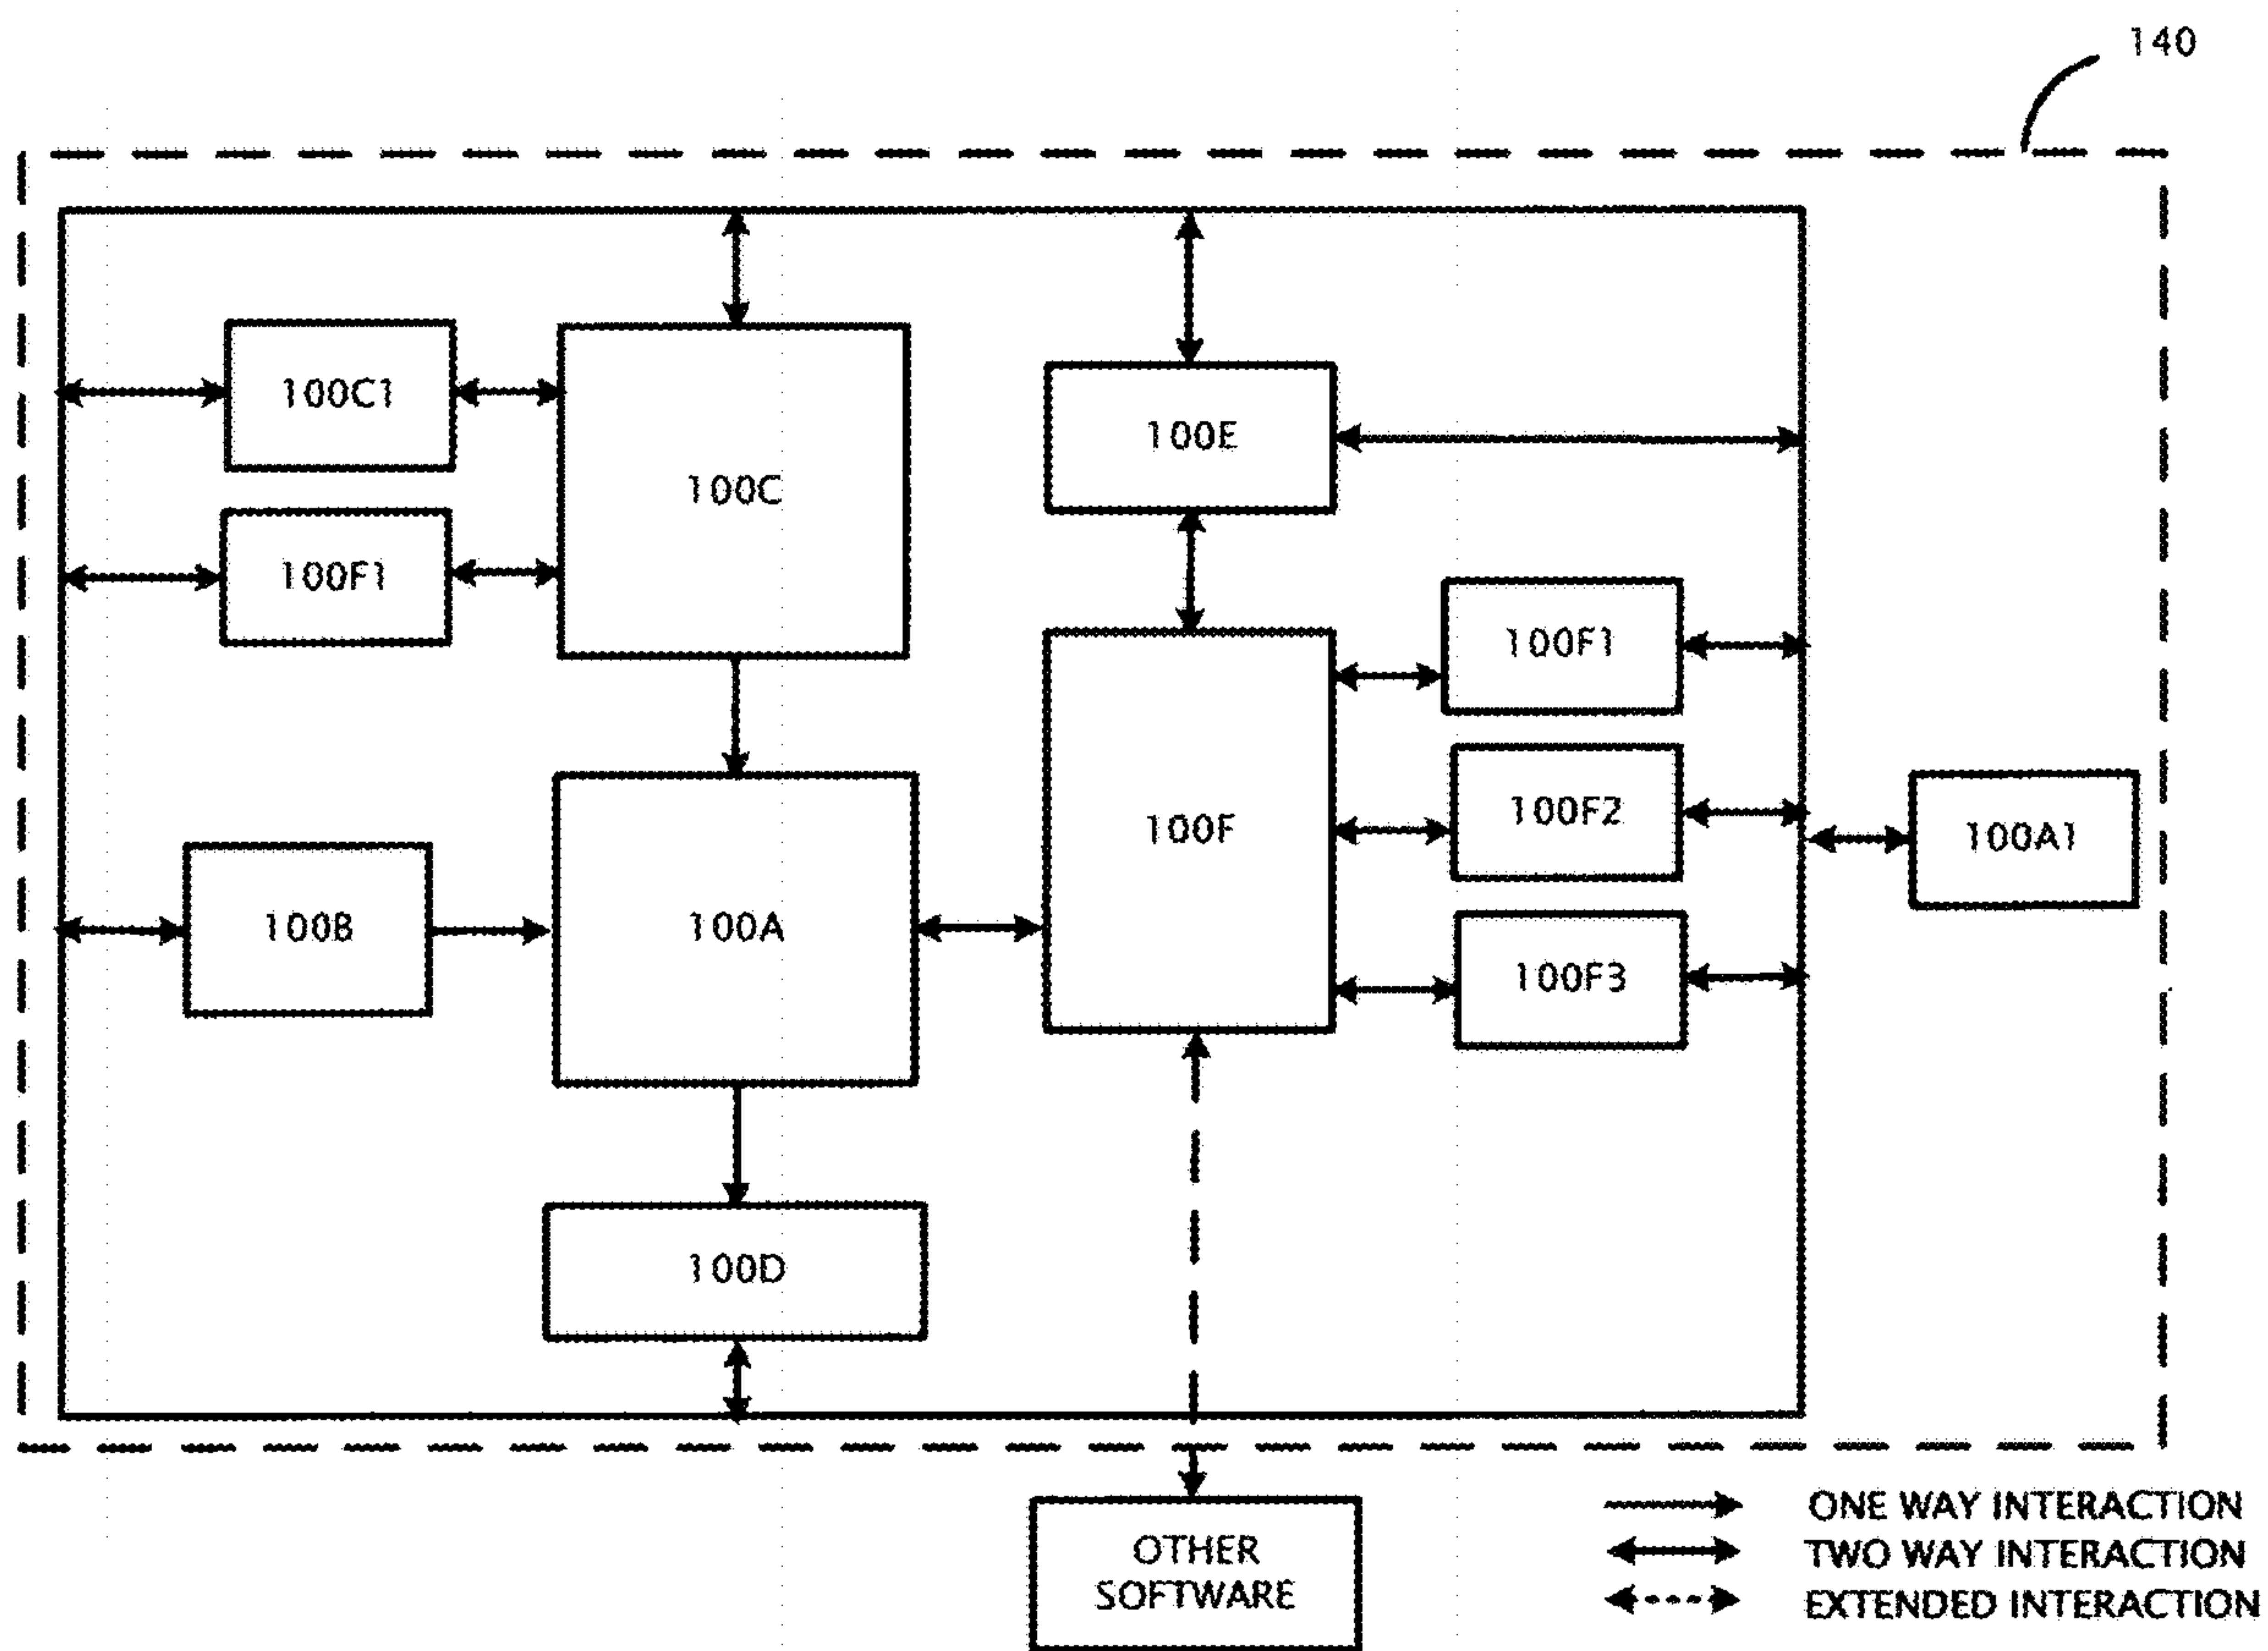 140
100C1
100C
100E
100F1
100F1
100F2
100F
100A1
100B
100A
100F3
100D
OTHER
SOFTWARE
ONE WAY INTERACTION
TWO WAY INTERACTION
EXTENDED INTERACTION